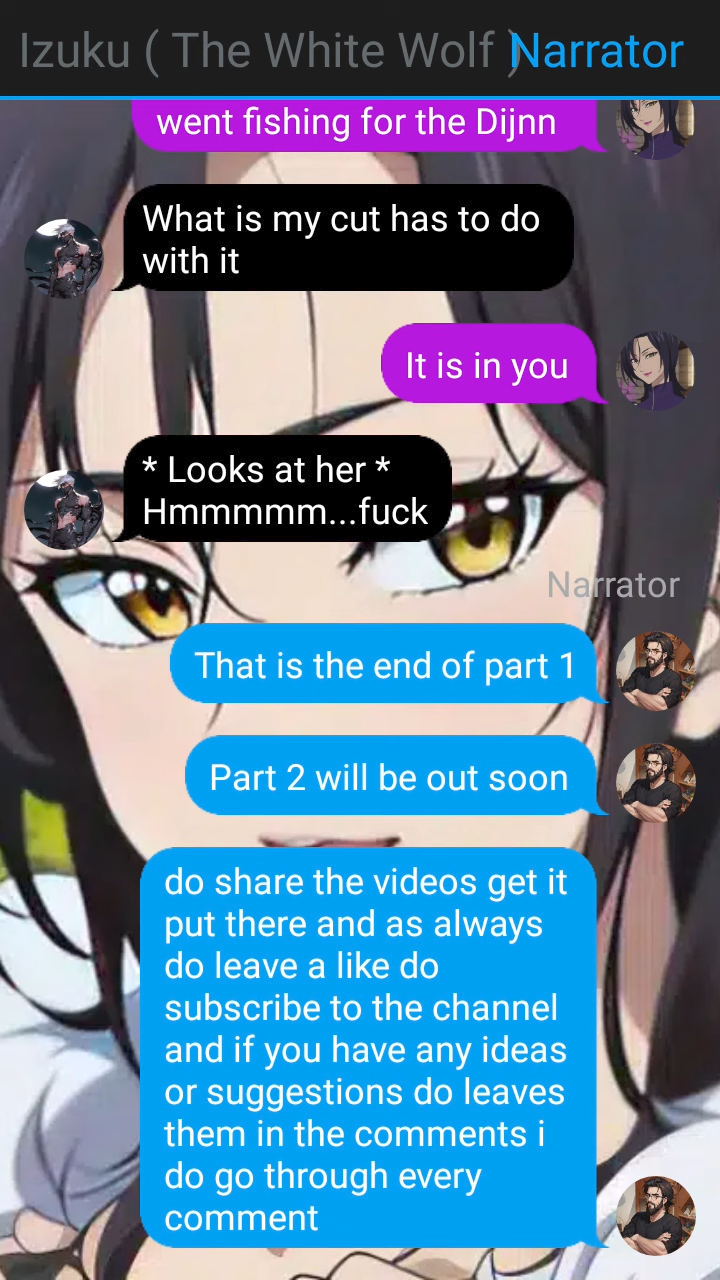 Izuku ( The White Wolf )
Narrator
went fishing for the Dijnn
What is my cut has to do
with it
It is in you
* Looks at her *
Hmmmmm...fuck
Narrator
That is the end of part 1
Part 2 will be out soon
do share the videos get it
put there and as always
do leave a like do
subscribe to the channel
and if you have any ideas
or suggestions do leaves
them in the comments i
do go through every
comment